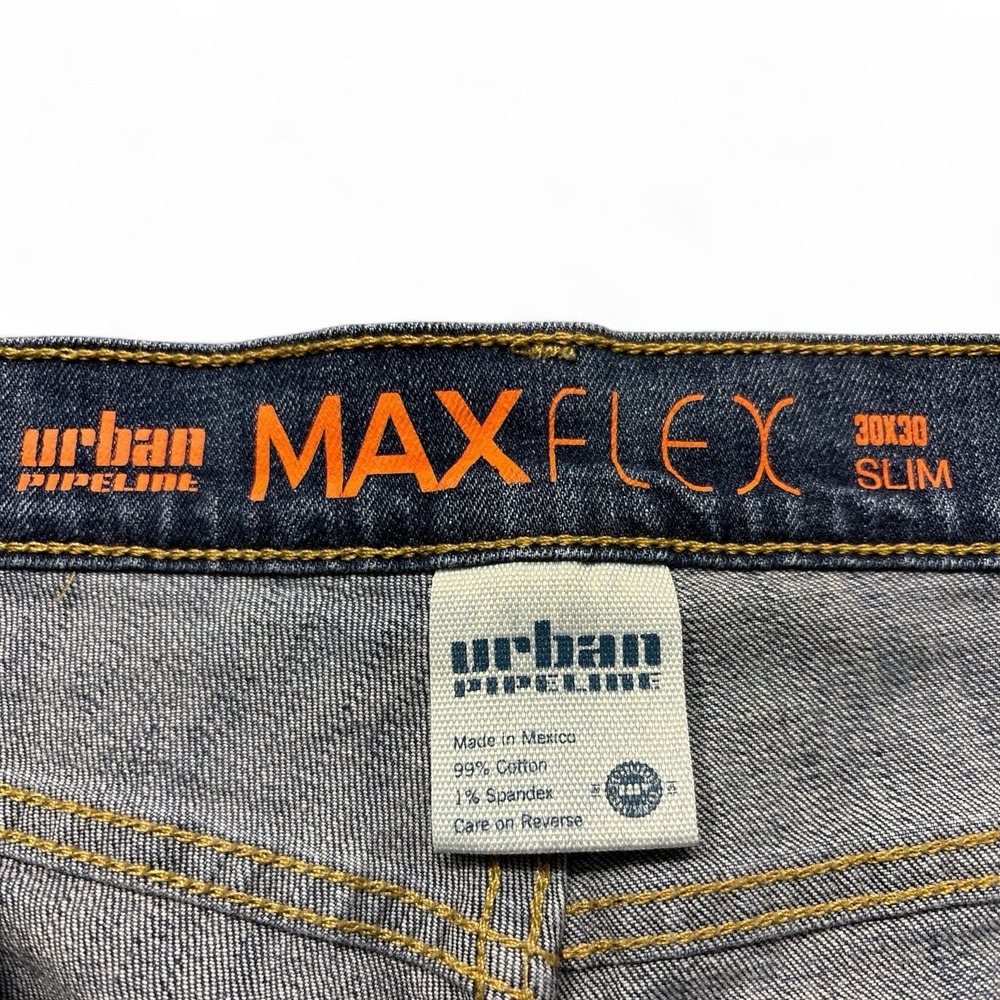 urban
PIPELINE
MAXFLEX
30X30
SLIM
urban
PIPELINE
Made in Mexico
99% Cotton
1% Spandex
Care on Reverse